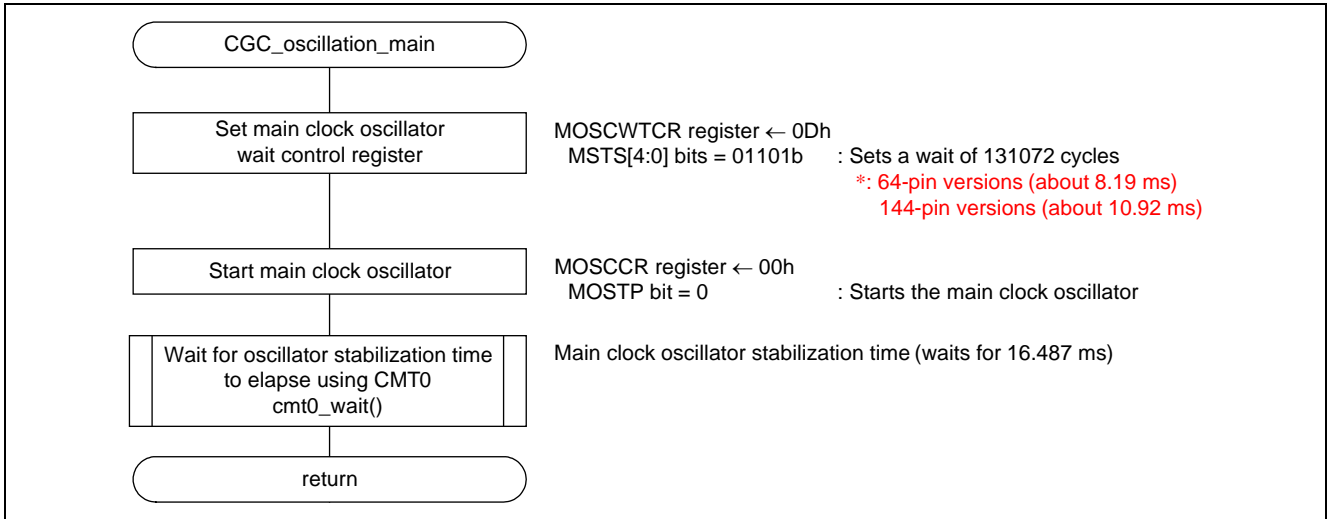 CGC_oscillation_main
Set main clock oscillator
wait control register
MOSCWTCR register ← 0Dh
MSTS[4:0] bits = 01101b : Sets a wait of 131072 cycles
*: 64-pin versions (about 8.19 ms)
144-pin versions (about 10.92 ms)
Start main clock oscillator
MOSCCR register ← 00h
MOSTP bit = 0 : Starts the main clock oscillator
Wait for oscillator stabilization time
to elapse using CMT0
cmt0_wait()
Main clock oscillator stabilization time (waits for 16.487 ms)
return